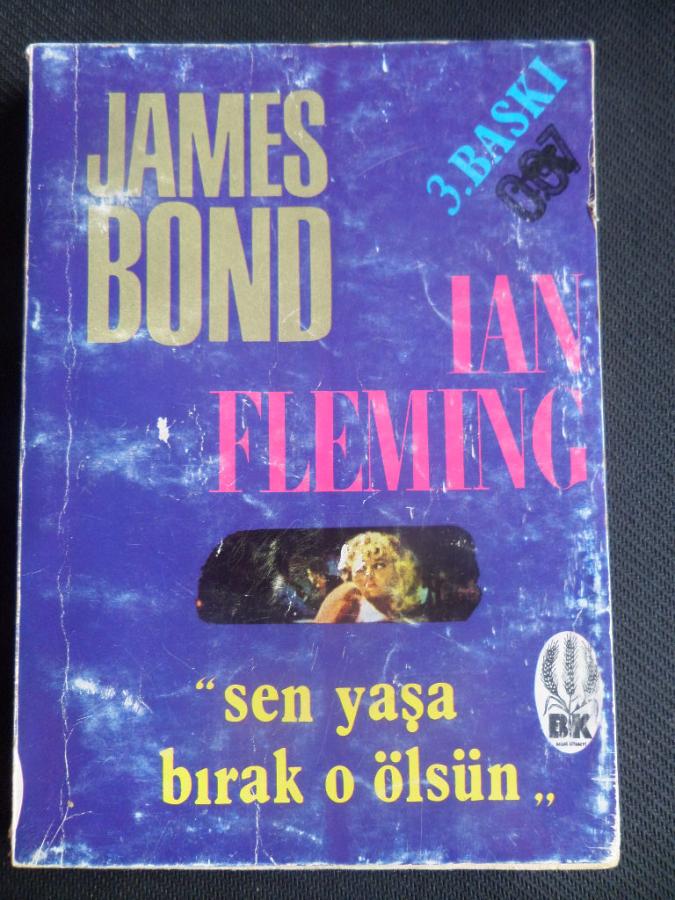 JAMES
BOND
3.BASKI
007
IAN
FLEMING
“sen yaşa
bırak o ölsün„
BK